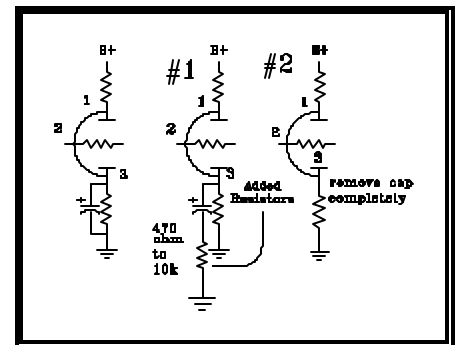 B+
#1
B+
#2
B+
1
1
1
2
2
2
3
3
3
Added
Resistors
remove cap
completely
+
+
470
ohm
to
10k